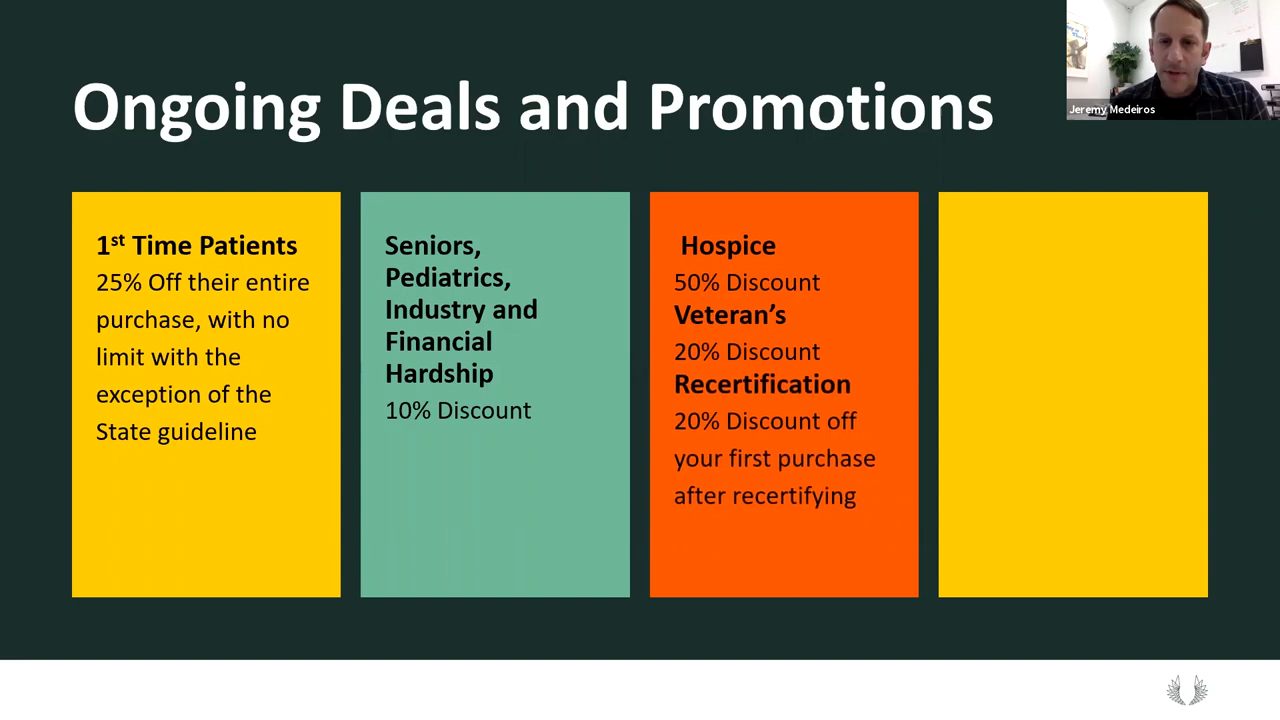 Ongoing Deals and Promotions
Jeremy Medeiros
1st Time Patients
25% Off their entire
purchase, with no
limit with the
exception of the
State guideline
Seniors,
Pediatrics,
Industry and
Financial
Hardship
10% Discount
Hospice
50% Discount
Veteran’s
20% Discount
Recertification
20% Discount off
your first purchase
after recertifying